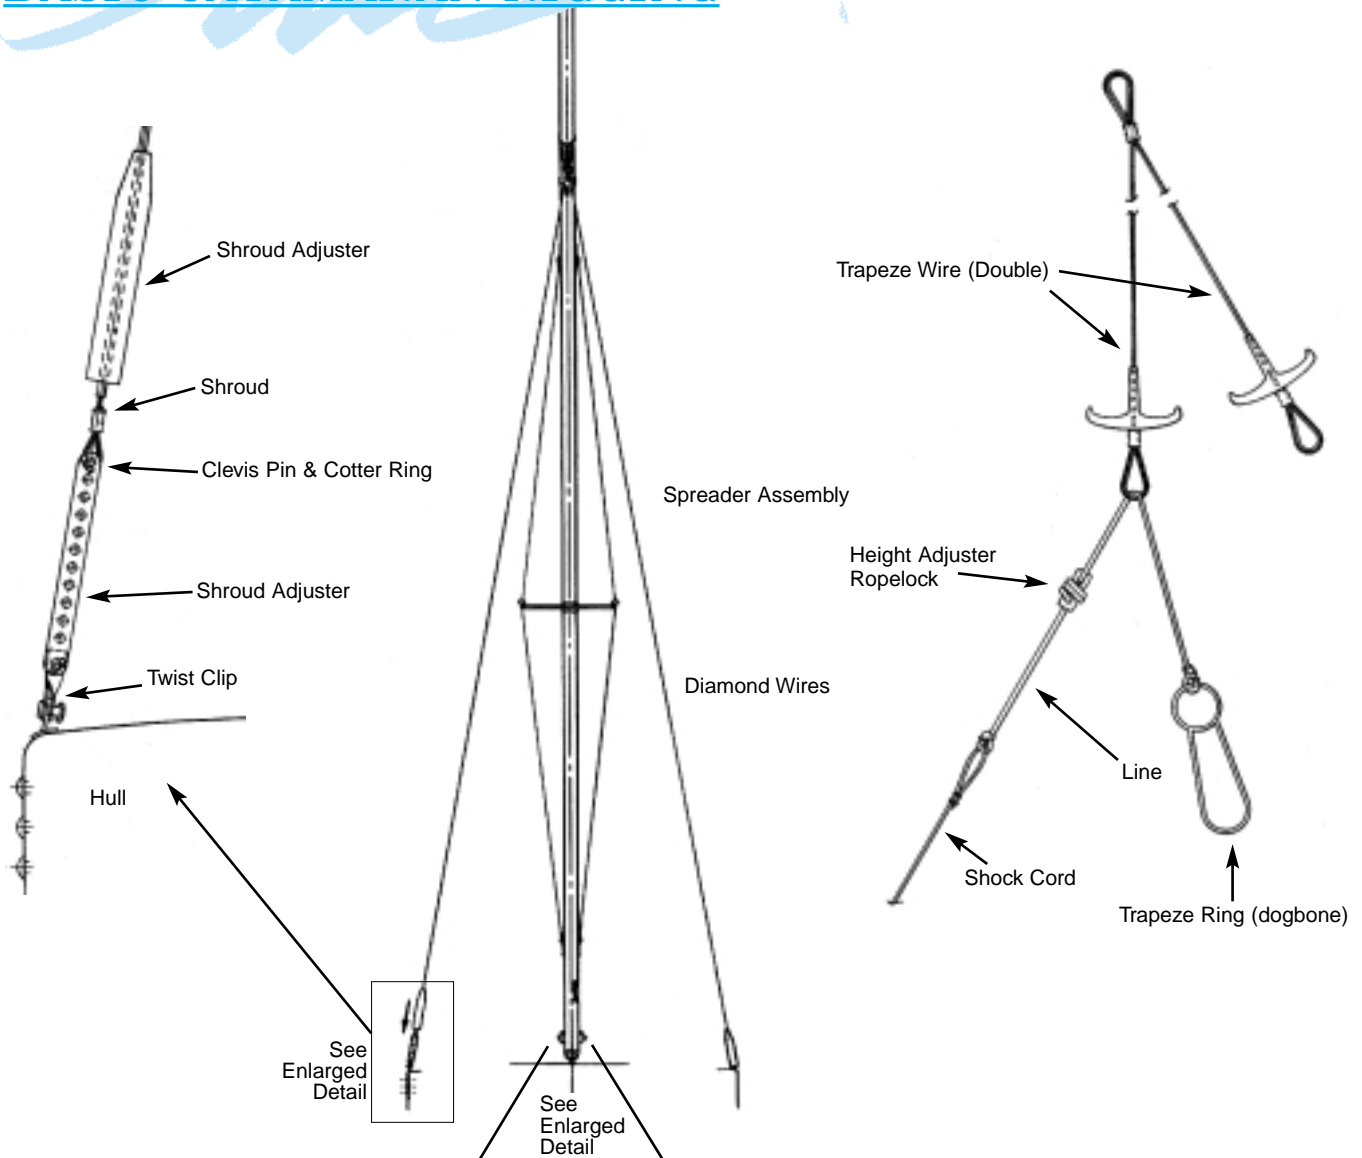 Shroud Adjuster
Shroud
Clevis Pin & Cotter Ring
Shroud Adjuster
Twist Clip
Hull
See
Enlarged
Detail
See
Enlarged
Detail
Spreader Assembly
Diamond Wires
Trapeze Wire (Double)
Height Adjuster
Ropelock
Line
Shock Cord
Trapeze Ring (dogbone)